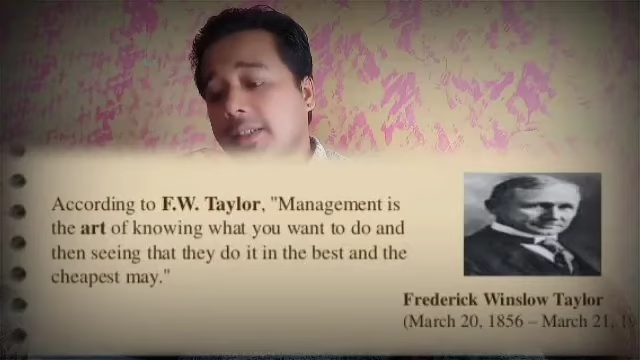 According to F.W. Taylor, "Management is
the art of knowing what you want to do and
then seeing that they do it in the best and the
cheapest may."
Frederick Winslow Taylor
(March 20, 1856 – March 21,